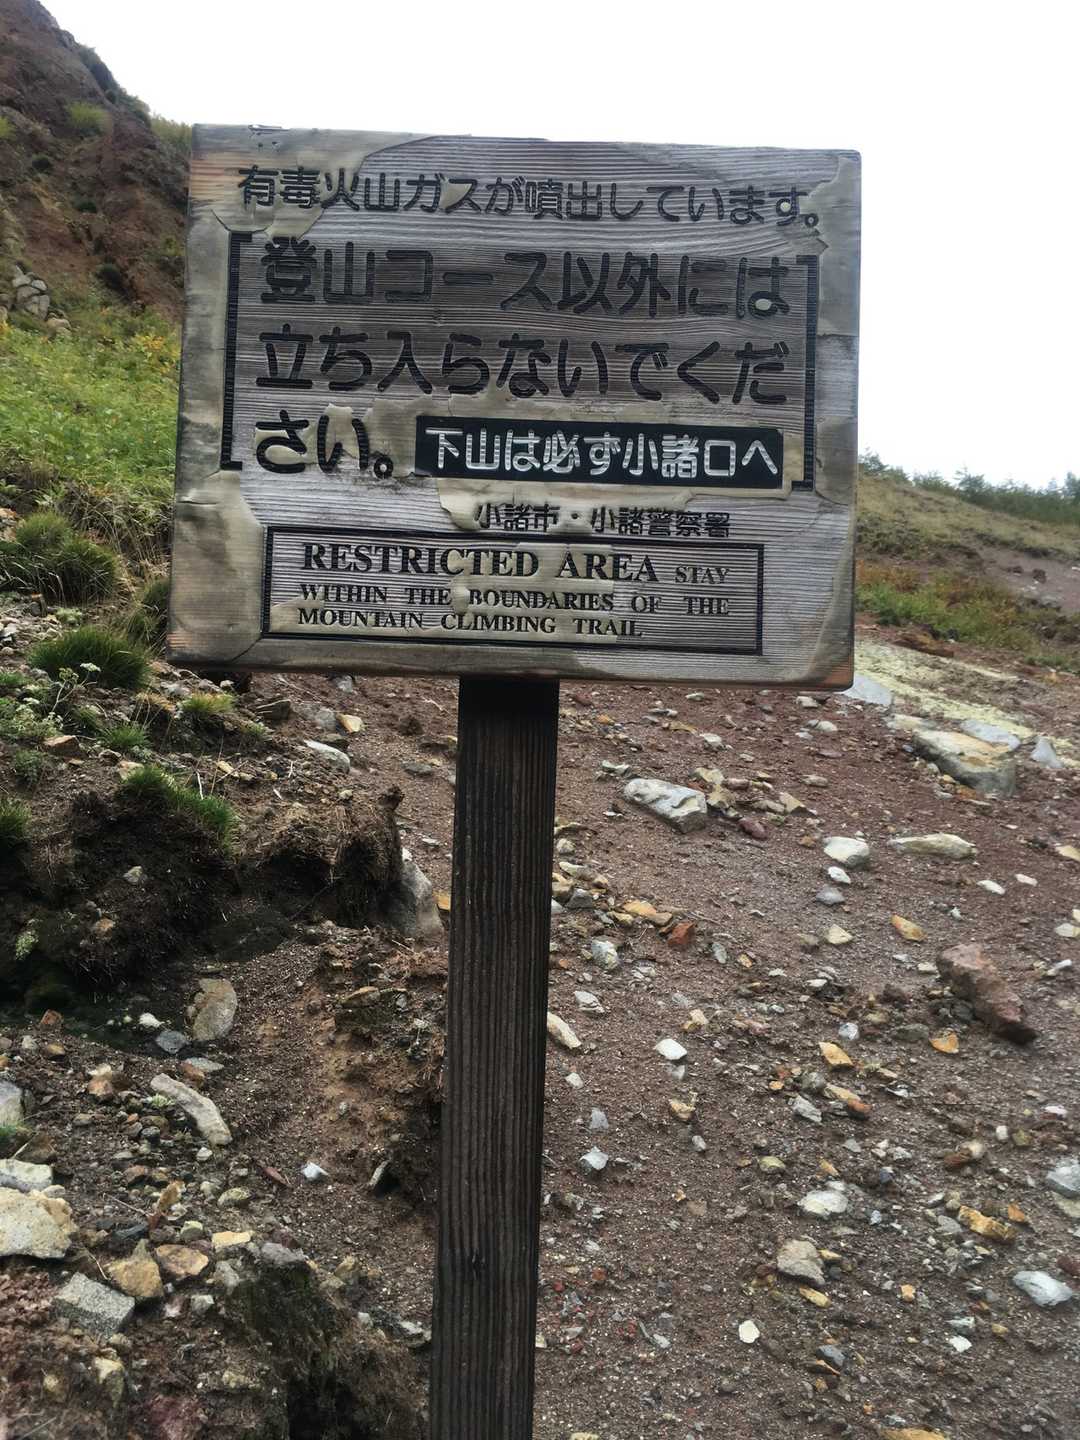 有毒火山ガスが噴出しています。
「登山コース以外には
立ち入らないでくだ
さい。」下山は必ず小諸口へ
小諸市・小諸警察署
RESTRICTED AREA STAY
WITHIN THE BOUNDARIES OF THE
MOUNTAIN CLIMBING TRAIL